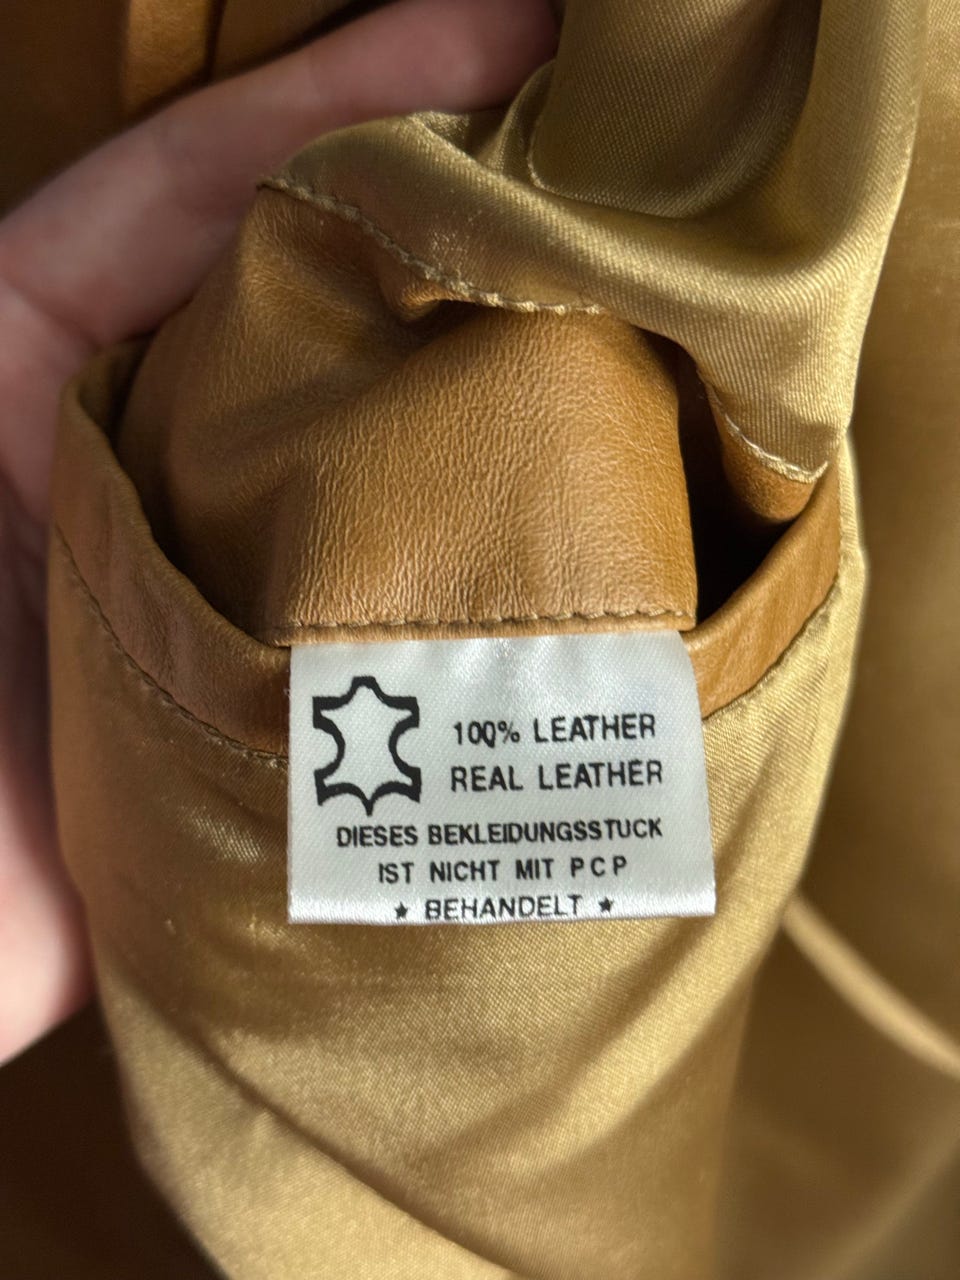 100% LEATHER
REAL LEATHER
DIESES BEKLEIDUNGSSTUCK
IST NICHT MIT PCP
★ BEHANDELT ★